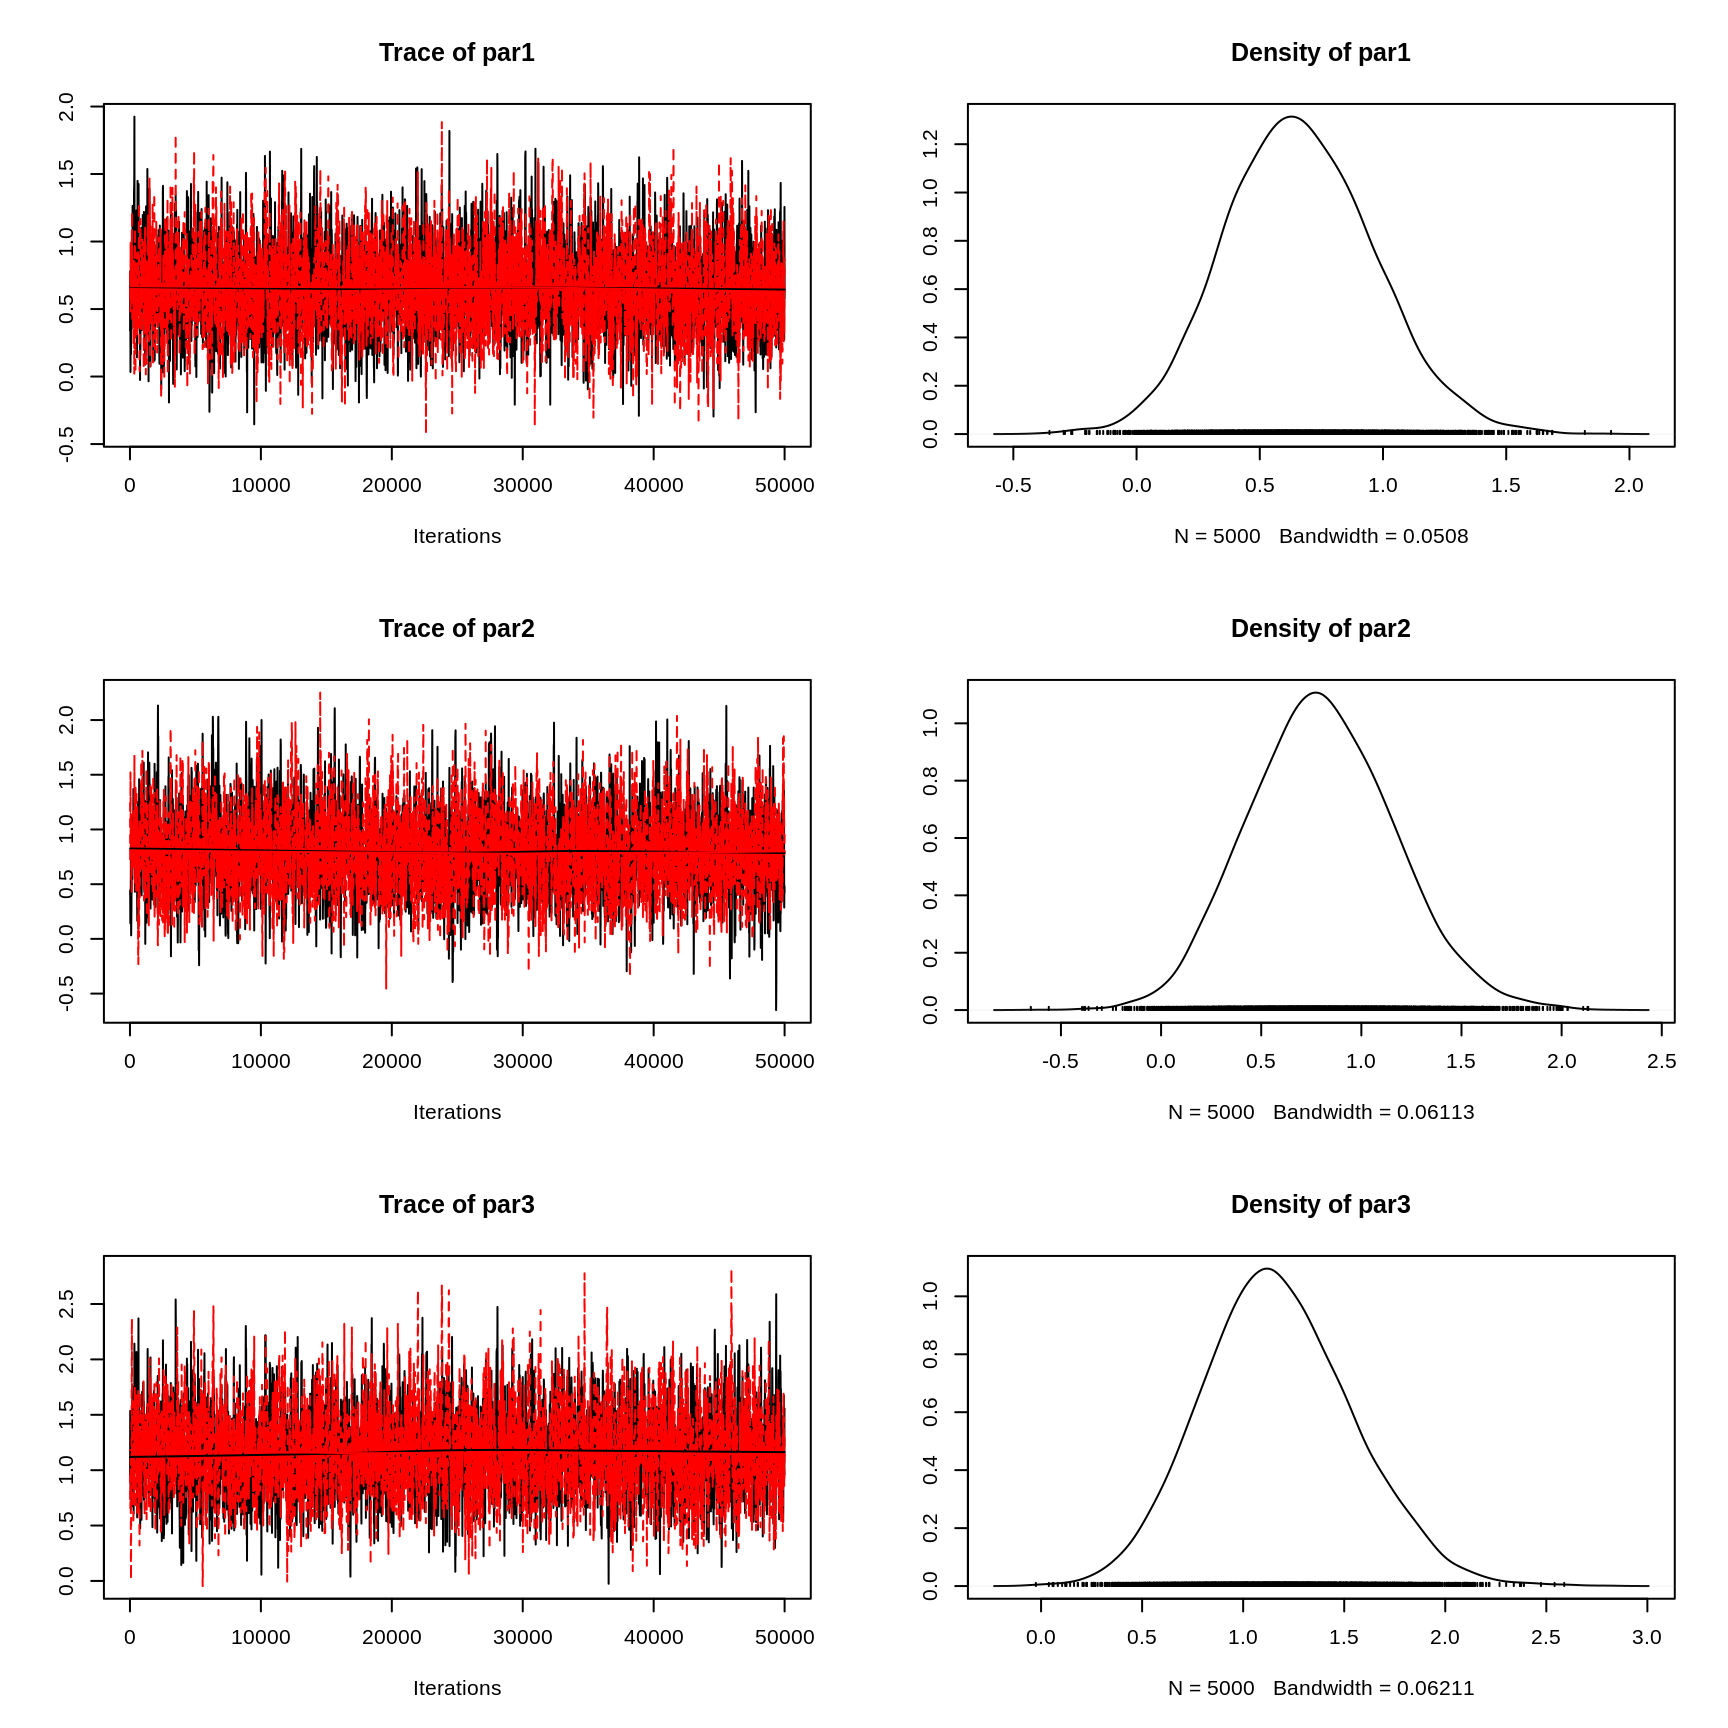 Trace of par1
2.0
1.5
1.0
0.5
0.0
-0.5
0 10000 20000 30000 40000 50000
Iterations
Density of par1
1.2
1.0
0.8
0.6
0.4
0.2
0.0
-0.5 0.0 0.5 1.0 1.5 2.0
N = 5000 Bandwidth = 0.0508
Trace of par2
2.0
1.5
1.0
0.5
0.0
-0.5
0 10000 20000 30000 40000 50000
Iterations
Density of par2
1.0
0.8
0.6
0.4
0.2
0.0
-0.5 0.0 0.5 1.0 1.5 2.0 2.5
N = 5000 Bandwidth = 0.06113
Trace of par3
2.5
2.0
1.5
1.0
0.5
0.0
0 10000 20000 30000 40000 50000
Iterations
Density of par3
1.0
0.8
0.6
0.4
0.2
0.0
0.0 0.5 1.0 1.5 2.0 2.5 3.0
N = 5000 Bandwidth = 0.06211